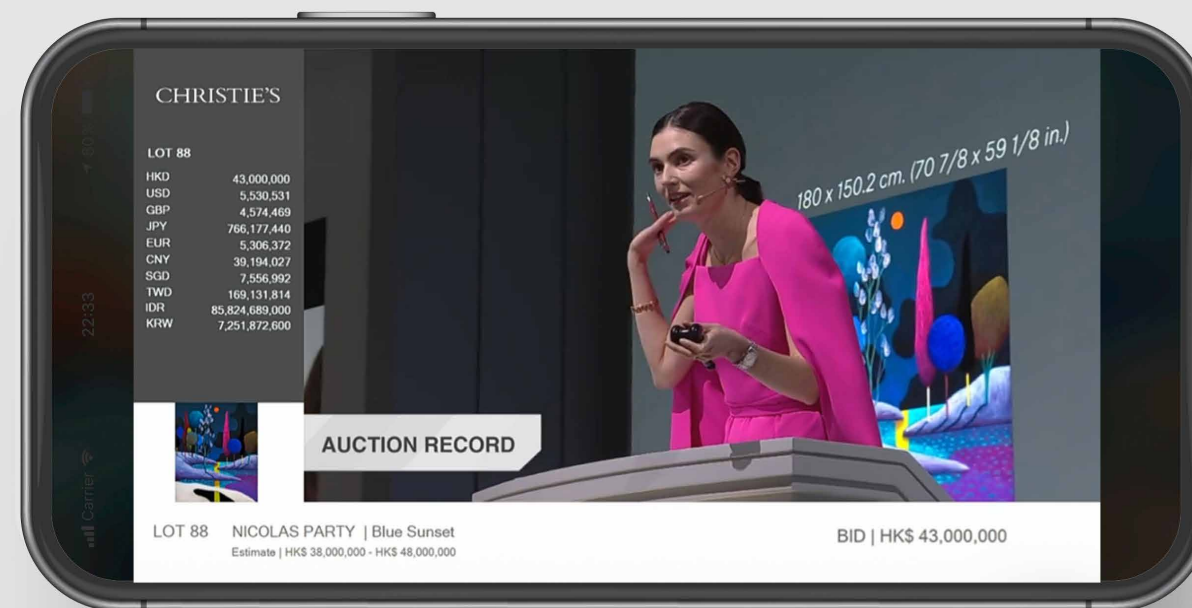 CHRISTIE'S
LOT 88
HKD 43,000,000
USD 5,530,531
GBP 4,574,469
JPY 766,177,440
EUR 5,306,372
CNY 39,194,027
SGD 7,556,992
TWD 169,131,814
IDR 85,824,689,000
KRW 7,251,872,600
180 x 150.2 cm. (70 7/8 x 59 1/8 in.)
AUCTION RECORD
LOT 88 NICOLAS PARTY | Blue Sunset
Estimate | HK$ 38,000,000 - HK$ 48,000,000
BID | HK$ 43,000,000
22:33
Carrier
80%